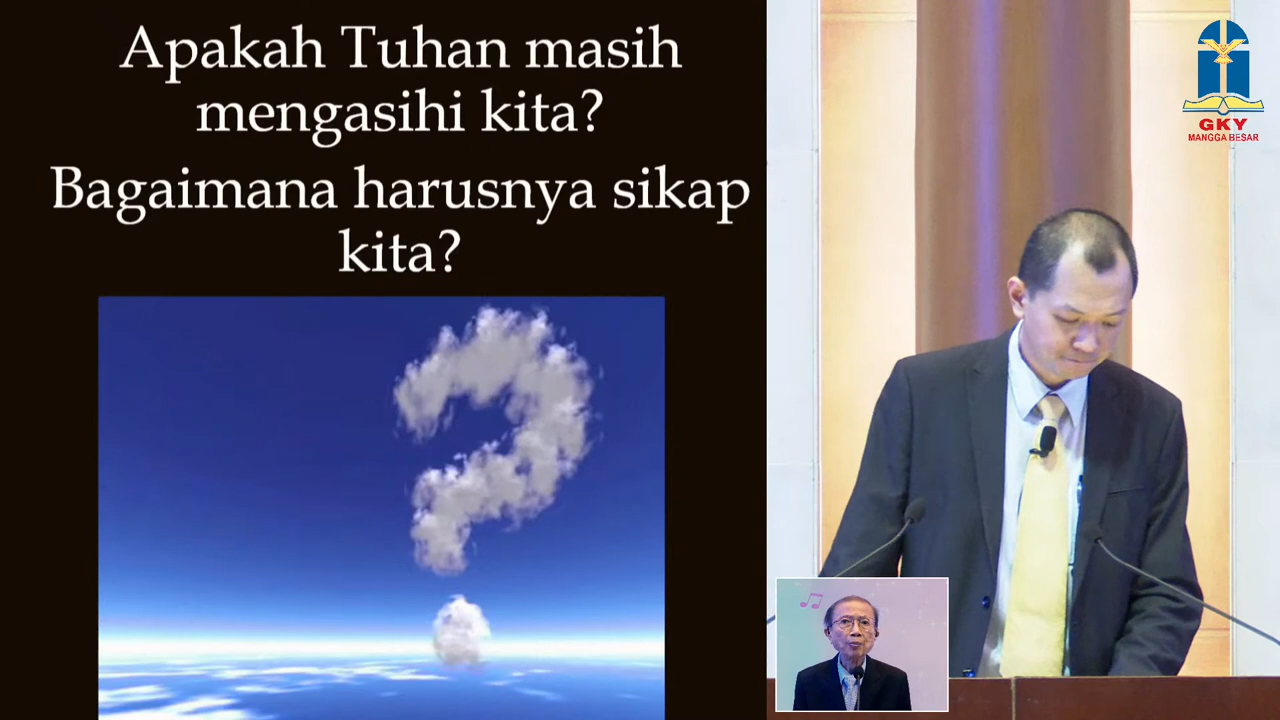 Apakah Tuhan masih
mengasihi kita?
Bagaimana harusnya sikap
kita?
GKY
MANGGA BESAR